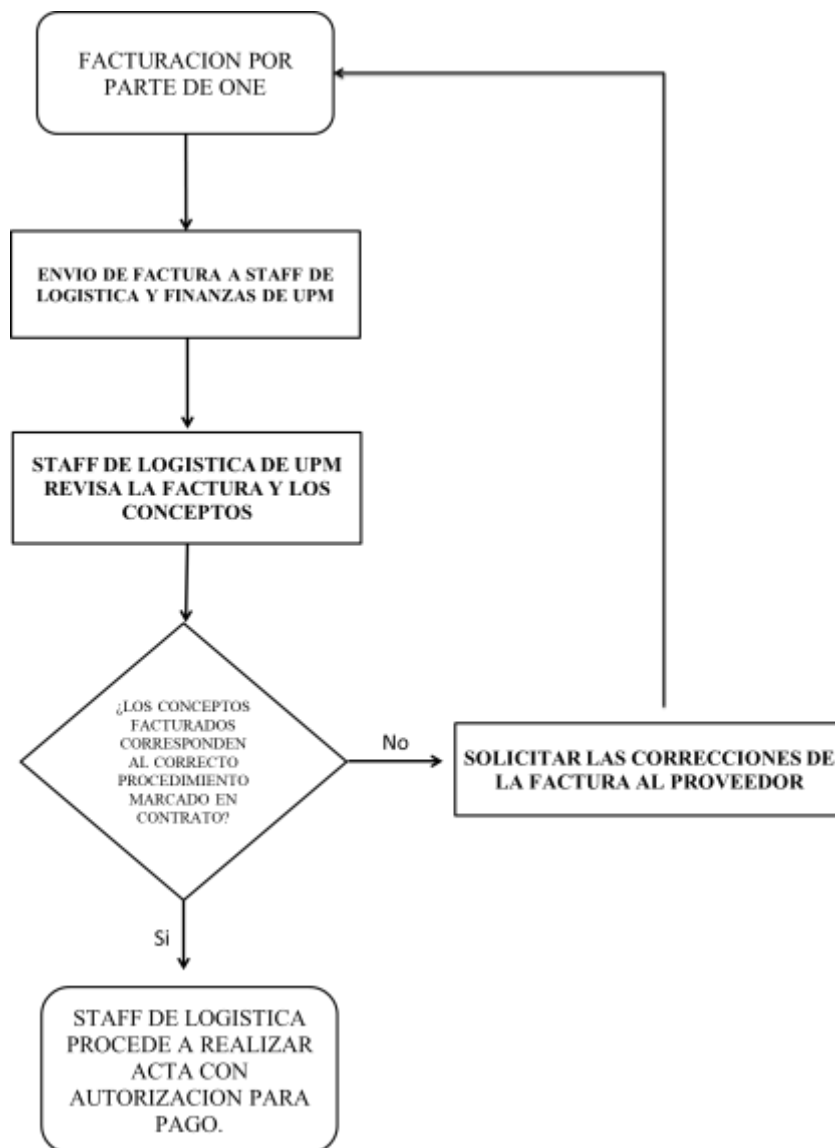 FACTURACION POR
PARTE DE ONE
ENVIO DE FACTURA A STAFF DE
LOGISTICA Y FINANZAS DE UPM
STAFF DE LOGISTICA DE UPM
REVISA LA FACTURA Y LOS
CONCEPTOS
¿LOS CONCEPTOS
FACTURADOS
CORRESPONDEN
AL CORRECTO
PROCEDIMIENTO
MARCADO EN
CONTRATO?
No
SOLICITAR LAS CORRECCIONES DE
LA FACTURA AL PROVEEDOR
Si
STAFF DE LOGISTICA
PROCEDE A REALIZAR
ACTA CON
AUTORIZACION PARA
PAGO.